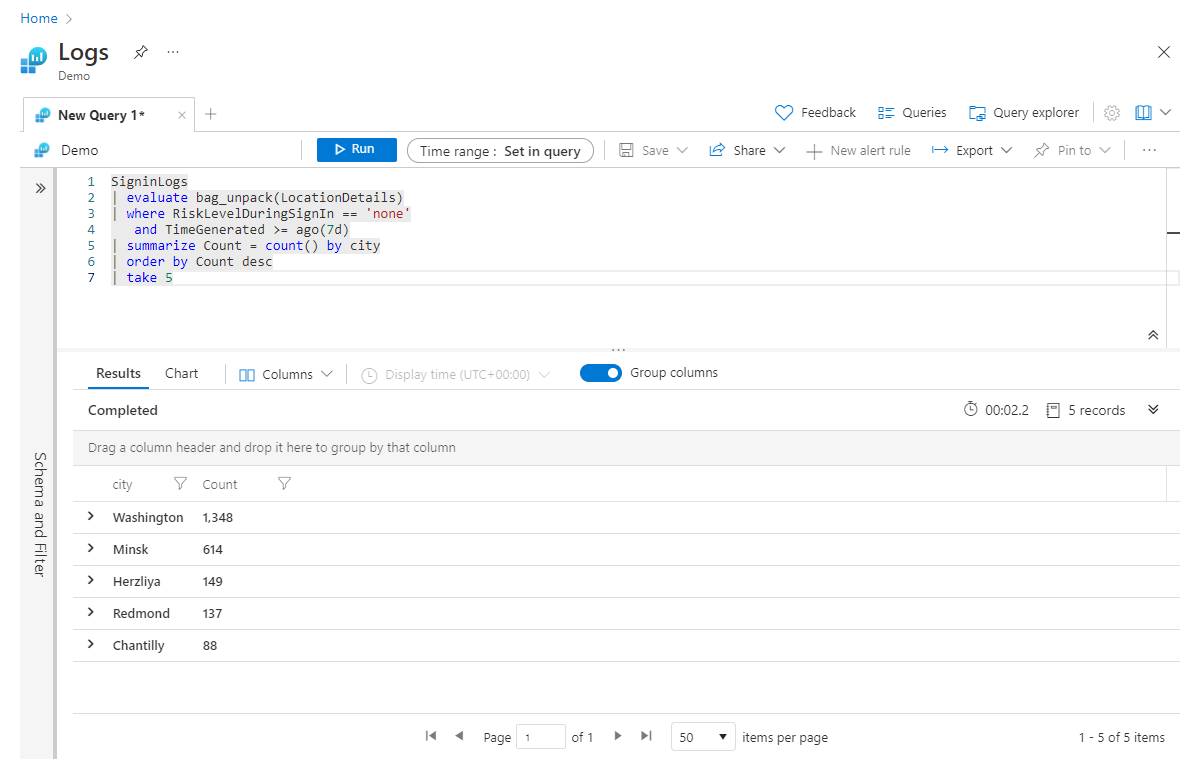 Home
Logs
Demo
New Query 1*
Feedback
Queries
Query explorer
Demo
Run
Time range : Set in query
Save
Share
New alert rule
Export
Pin to
1 SigninLogs
2 | evaluate bag_unpack(LocationDetails)
3 | where RiskLevelDuringSignIn == 'none'
4 and TimeGenerated >= ago(7d)
5 | summarize Count = count() by city
6 | order by Count desc
7 | take 5
Schema and Filter
Results
Chart
Columns
Display time (UTC+00:00)
Group columns
Completed
00:02.2
5 records
Drag a column header and drop it here to group by that column
city Count
Washington 1,348
Minsk 614
Herzliya 149
Redmond 137
Chantilly 88
Page 1 of 1
50 items per page
1 - 5 of 5 items